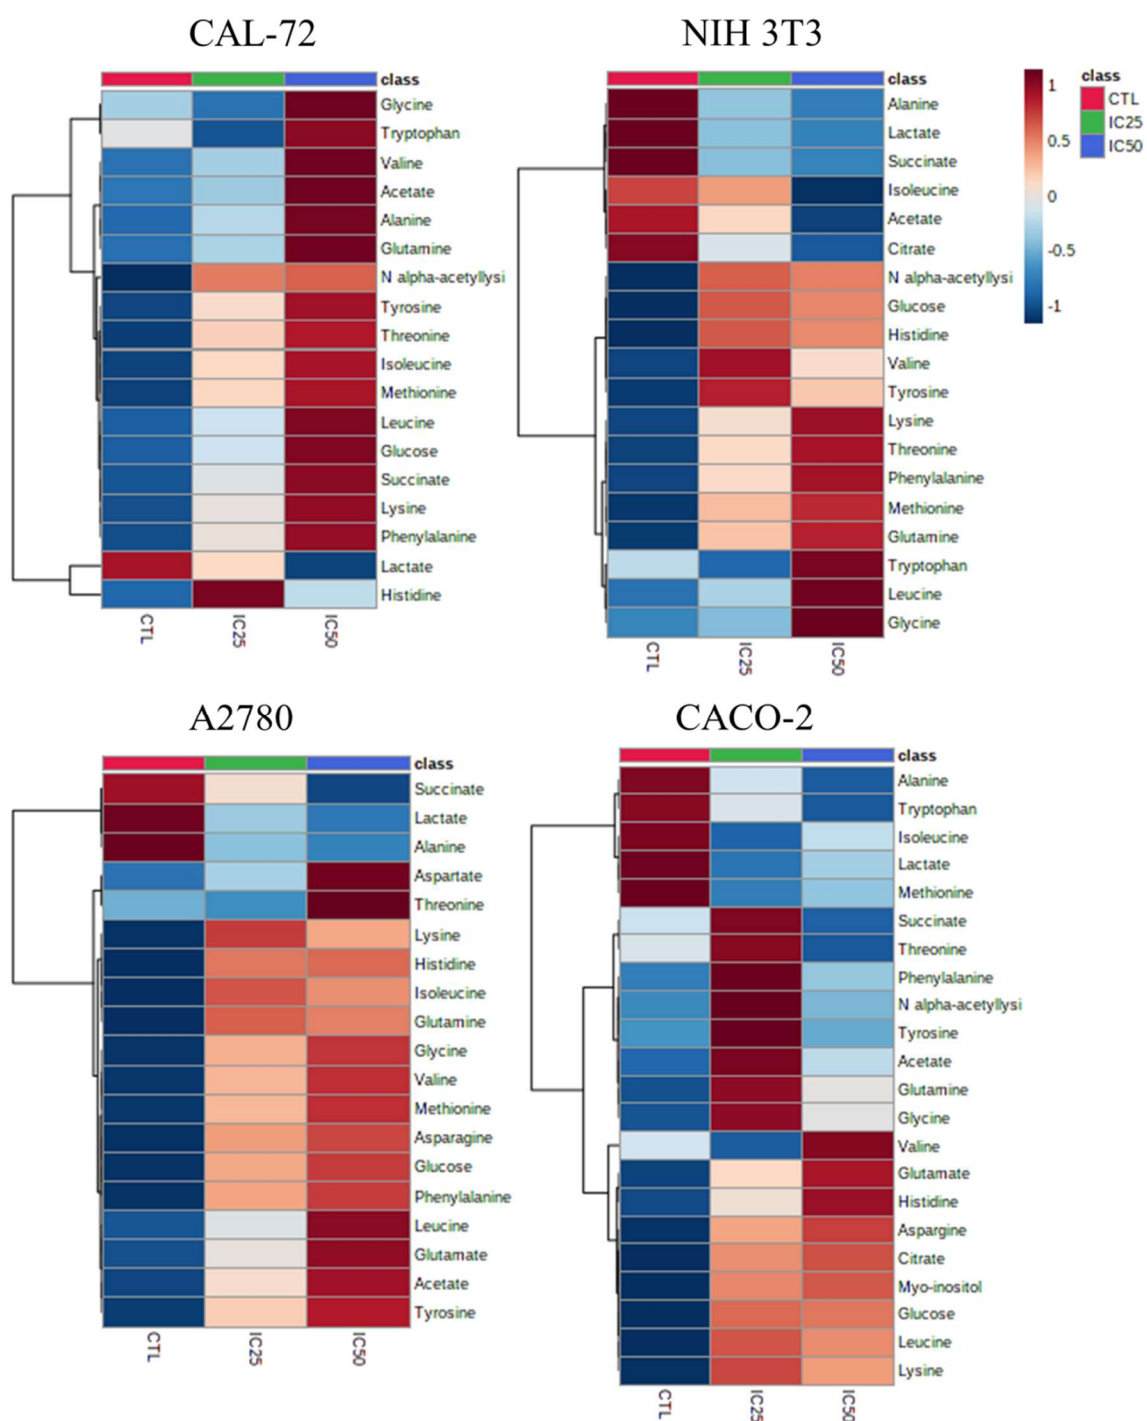 CAL-72
class
Glycine
Tryptophan
Valine
Acetate
Alanine
Glutamine
N alpha-acetyllysi
Tyrosine
Threonine
Isoleucine
Methionine
Leucine
Glucose
Succinate
Lysine
Phenylalanine
Lactate
Histidine
CTL
IC25
IC50
NIH 3T3
class
Alanine
Lactate
Succinate
Isoleucine
Acetate
Citrate
N alpha-acetyllysi
Glucose
Histidine
Valine
Tyrosine
Lysine
Threonine
Phenylalanine
Methionine
Glutamine
Tryptophan
Leucine
Glycine
CTL
IC25
IC50
1
0.5
0
-0.5
-1
class
CTL
IC25
IC50
A2780
class
Succinate
Lactate
Alanine
Aspartate
Threonine
Lysine
Histidine
Isoleucine
Glutamine
Glycine
Valine
Methionine
Asparagine
Glucose
Phenylalanine
Leucine
Glutamate
Acetate
Tyrosine
CTL
IC25
IC50
CACO-2
class
Alanine
Tryptophan
Isoleucine
Lactate
Methionine
Succinate
Threonine
Phenylalanine
N alpha-acetyllysi
Tyrosine
Acetate
Glutamine
Glycine
Valine
Glutamate
Histidine
Aspargine
Citrate
Myo-inositol
Glucose
Leucine
Lysine
CTL
IC25
IC50